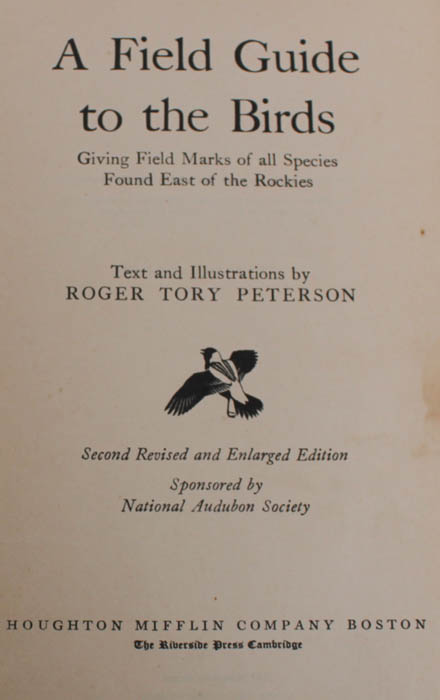 A Field Guide
to the Birds
Giving Field Marks of all Species
Found East of the Rockies
Text and Illustrations by
ROGER TORY PETERSON
Second Revised and Enlarged Edition
Sponsored by
National Audubon Society
HOUGHTON MIFFLIN COMPANY BOSTON
The Riverside Press Cambridge